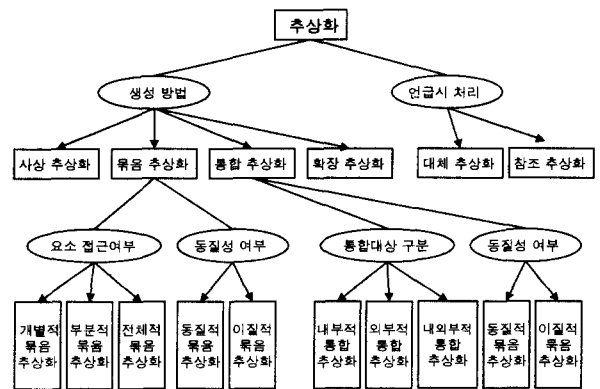 추상화
생성 방법
언급시 처리
사상 추상화
묶음 추상화
통합 추상화
확장 추상화
대체 추상화
참조 추상화
요소 접근여부
동질성 여부
통합대상 구분
동질성 여부
개별적
묶음
추상화
부분적
묶음
추상화
전체적
묶음
추상화
동질적
묶음
추상화
이질적
묶음
추상화
내부적
통합
추상화
외부적
통합
추상화
내외부적
통합
추상화
동질적
묶음
추상화
이질적
묶음
추상화